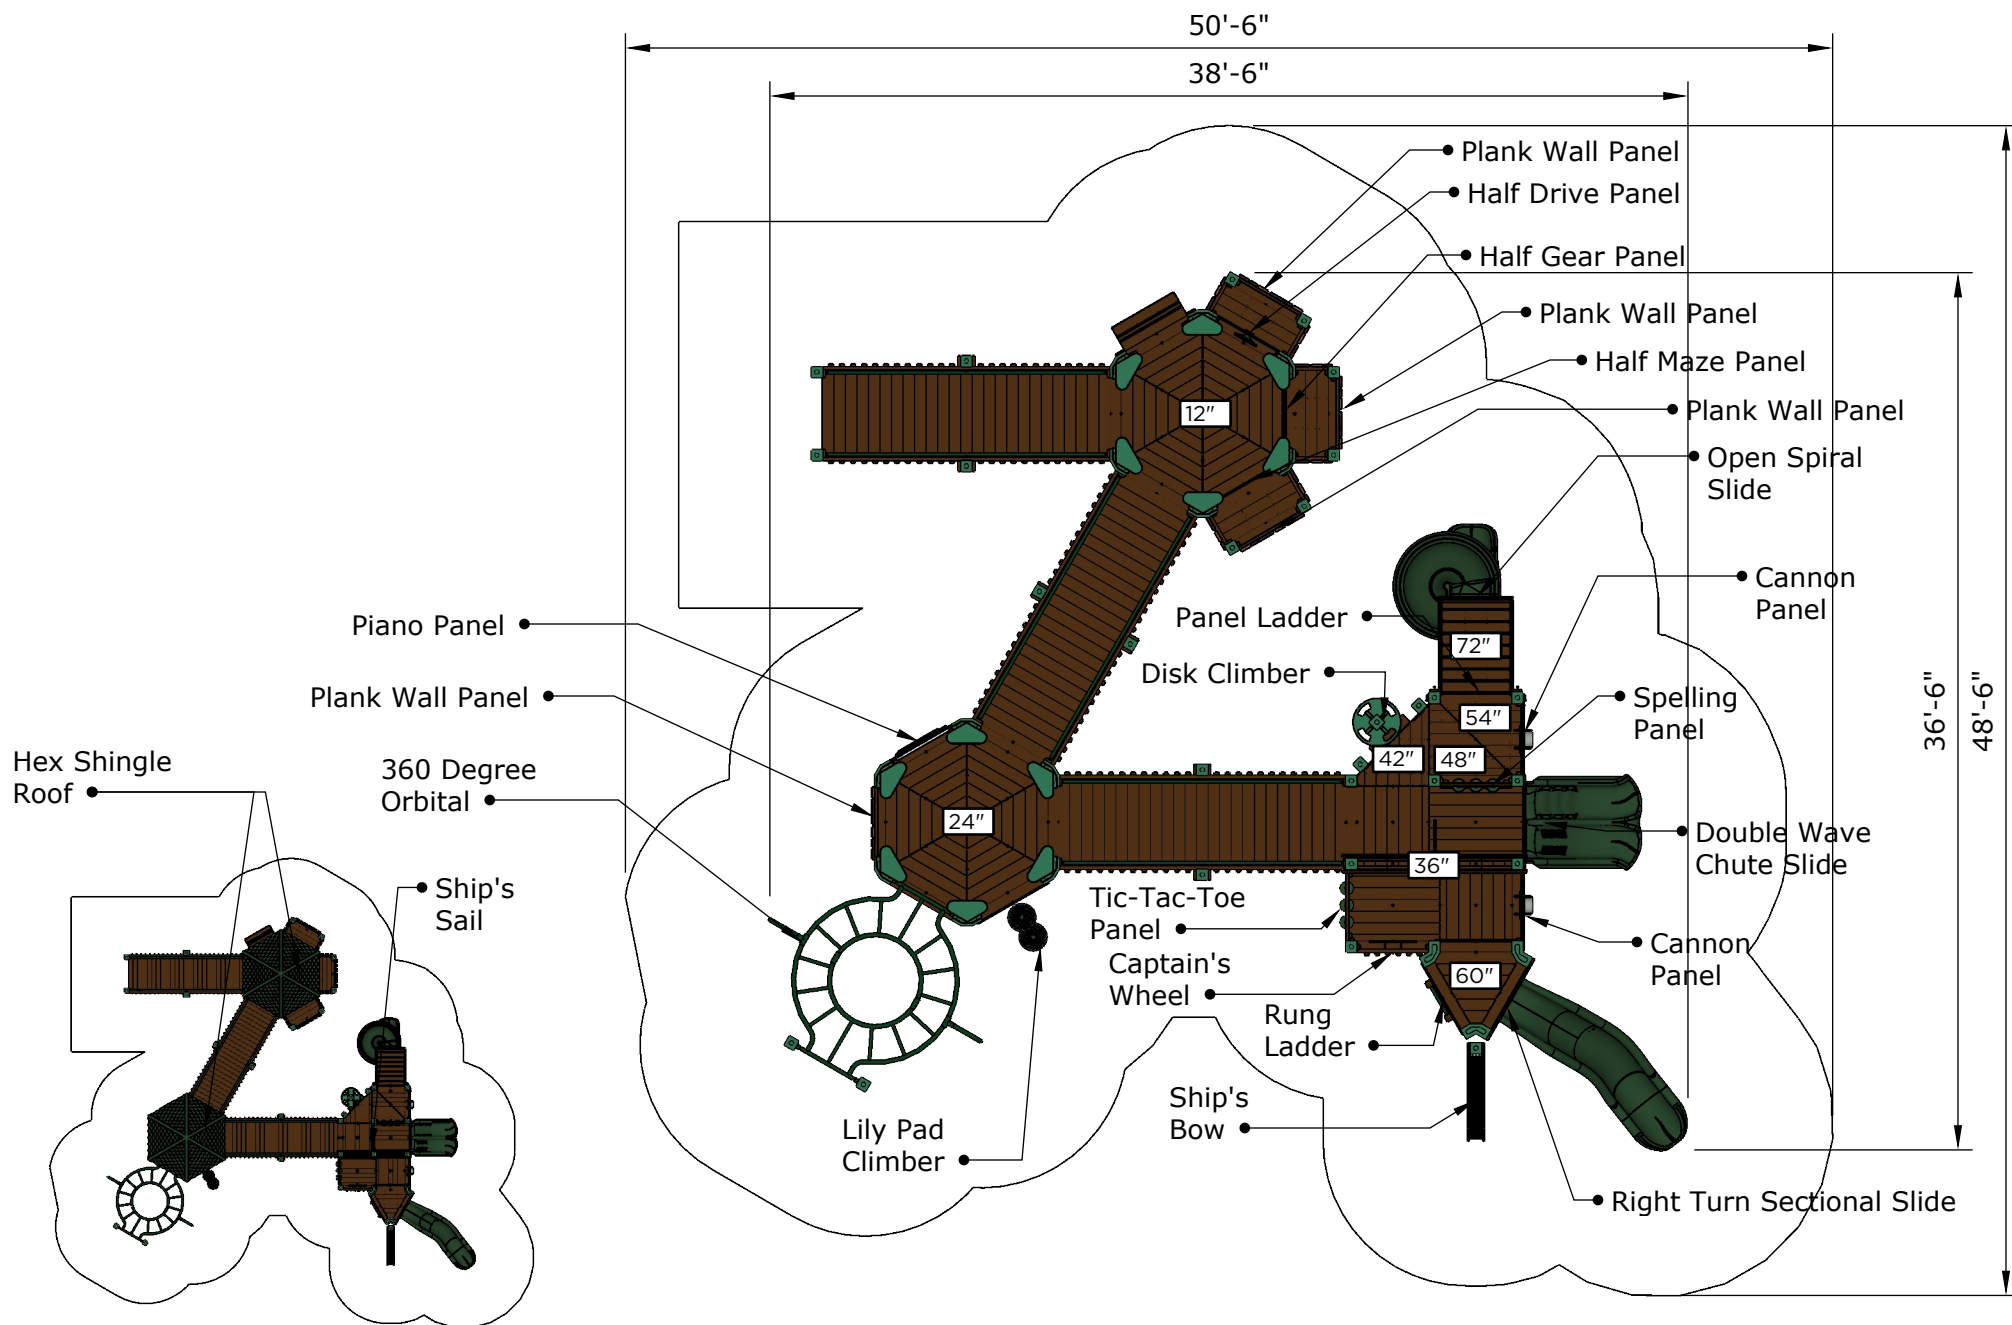 50'-6"
38'-6"
Plank Wall Panel
Half Drive Panel
Half Gear Panel
Plank Wall Panel
Half Maze Panel
Plank Wall Panel
12"
Open Spiral
Slide
Cannon
Panel
Piano Panel
Panel Ladder
72"
Disk Climber
Plank Wall Panel
Spelling
Panel
54"
36'-6"
48'-6"
Hex Shingle
Roof
360 Degree
Orbital
42"
48"
24"
Double Wave
Chute Slide
36"
Ship's
Sail
Tic-Tac-Toe
Panel
Cannon
Panel
Captain's
Wheel
60"
Rung
Ladder
Ship's
Bow
Lily Pad
Climber
Right Turn Sectional Slide